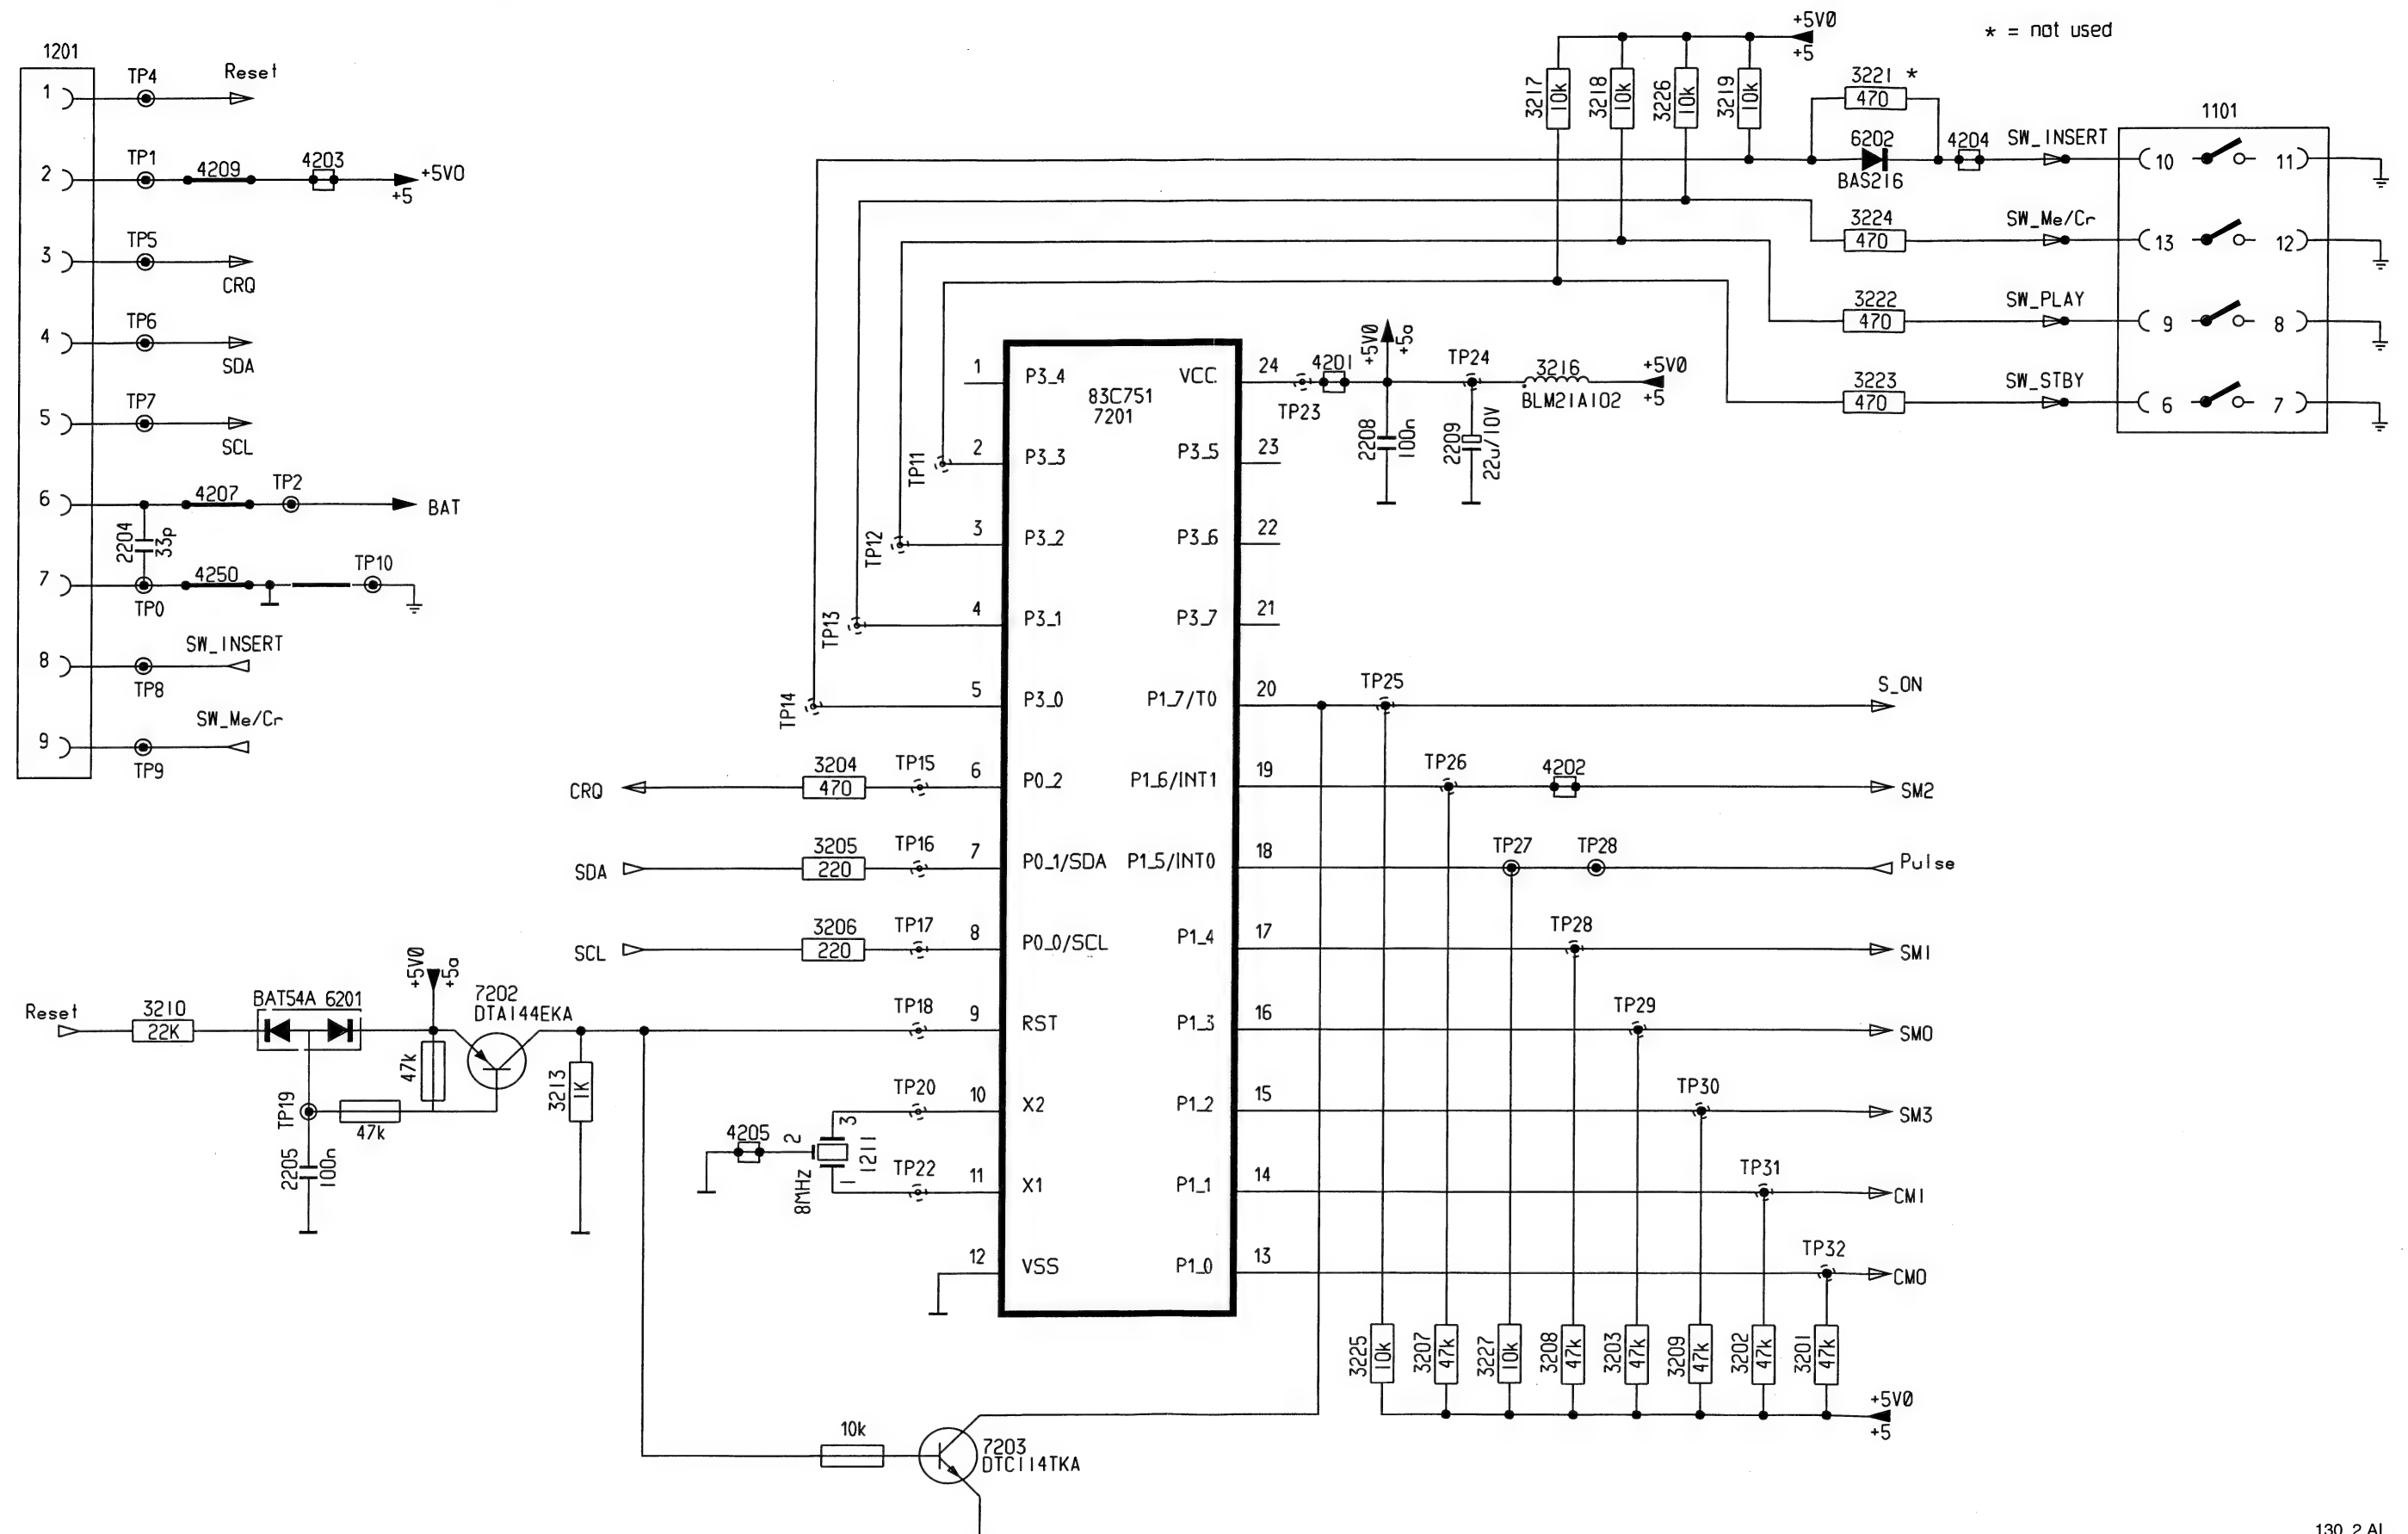 1201
1
TP4
Reset
2
TP1
4209
4203
+5V0
+5
3
TP5
CRQ
4
TP6
SDA
5
TP7
SCL
6
4207
TP2
BAT
2204
33p
7
TP0
4250
TP10
8
SW_INSERT
TP8
9
SW_Me/Cr
TP9
+5V0
+5
* = not used
3217
10k
3218
10k
3226
10k
3219
10k
3221 *
470
6202
BAS216
4204
SW_INSERT
3224
470
SW_Me/Cr
3222
470
SW_PLAY
3223
470
SW_STBY
1101
10
11
13
12
9
8
6
7
83C751
7201
1
P3_4
2
P3_3
TP11
3
P3_2
TP12
4
P3_1
TP13
5
P3_0
TP14
CRQ
3204
470
TP15
6
P0_2
SDA
3205
220
TP16
7
P0_1/SDA
SCL
3206
220
TP17
8
P0_0/SCL
TP18
9
RST
TP20
10
X2
TP22
11
X1
12
VSS
VCC
24
TP23
4201
+5V0
+5a
TP24
3216
BLM21A102
+5V0
+5
2208
100n
2209
22u/10V
P3_5
23
P3_6
22
P3_7
21
P1_7/T0
20
TP25
S_ON
P1_6/INT1
19
TP26
4202
SM2
P1_5/INT0
18
TP27
TP28
Pulse
P1_4
17
TP28
SM1
P1_3
16
TP29
SM0
P1_2
15
TP30
SM3
P1_1
14
TP31
CM1
P1_0
13
TP32
CM0
Reset
3210
22K
BAT54A 6201
+5V0
+5a
7202
DTA144EKA
47k
TP19
47k
2205
100n
3213
1K
4205
2
3
1
1211
8MHz
3225
10k
3207
47k
3227
10k
3208
47k
3203
47k
3209
47k
3202
47k
3201
47k
+5V0
+5
10k
7203
DTC114TKA
130_2.AI